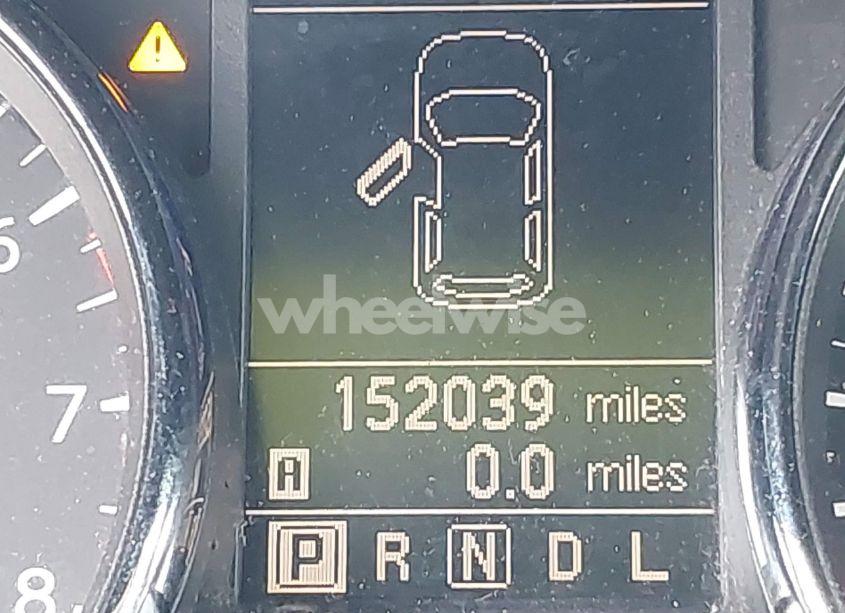 6
wheelwise
152039 miles
7
A 0.0 miles
P R N D L
8